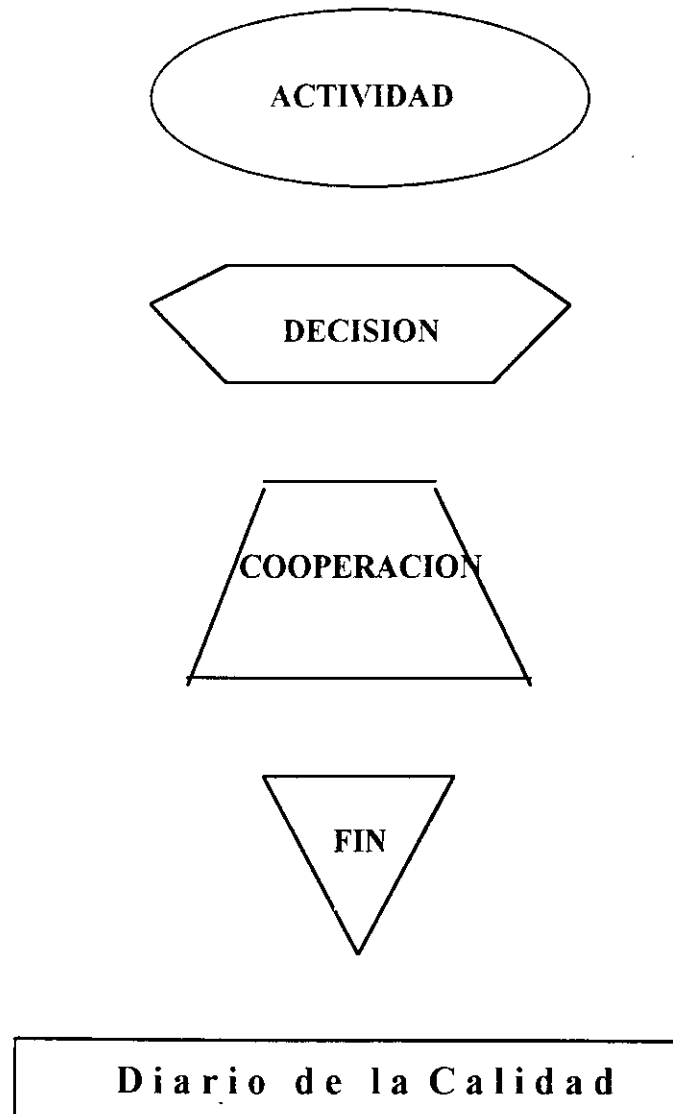 ACTIVIDAD
DECISION
COOPERACION
FIN
Diario de la Calidad